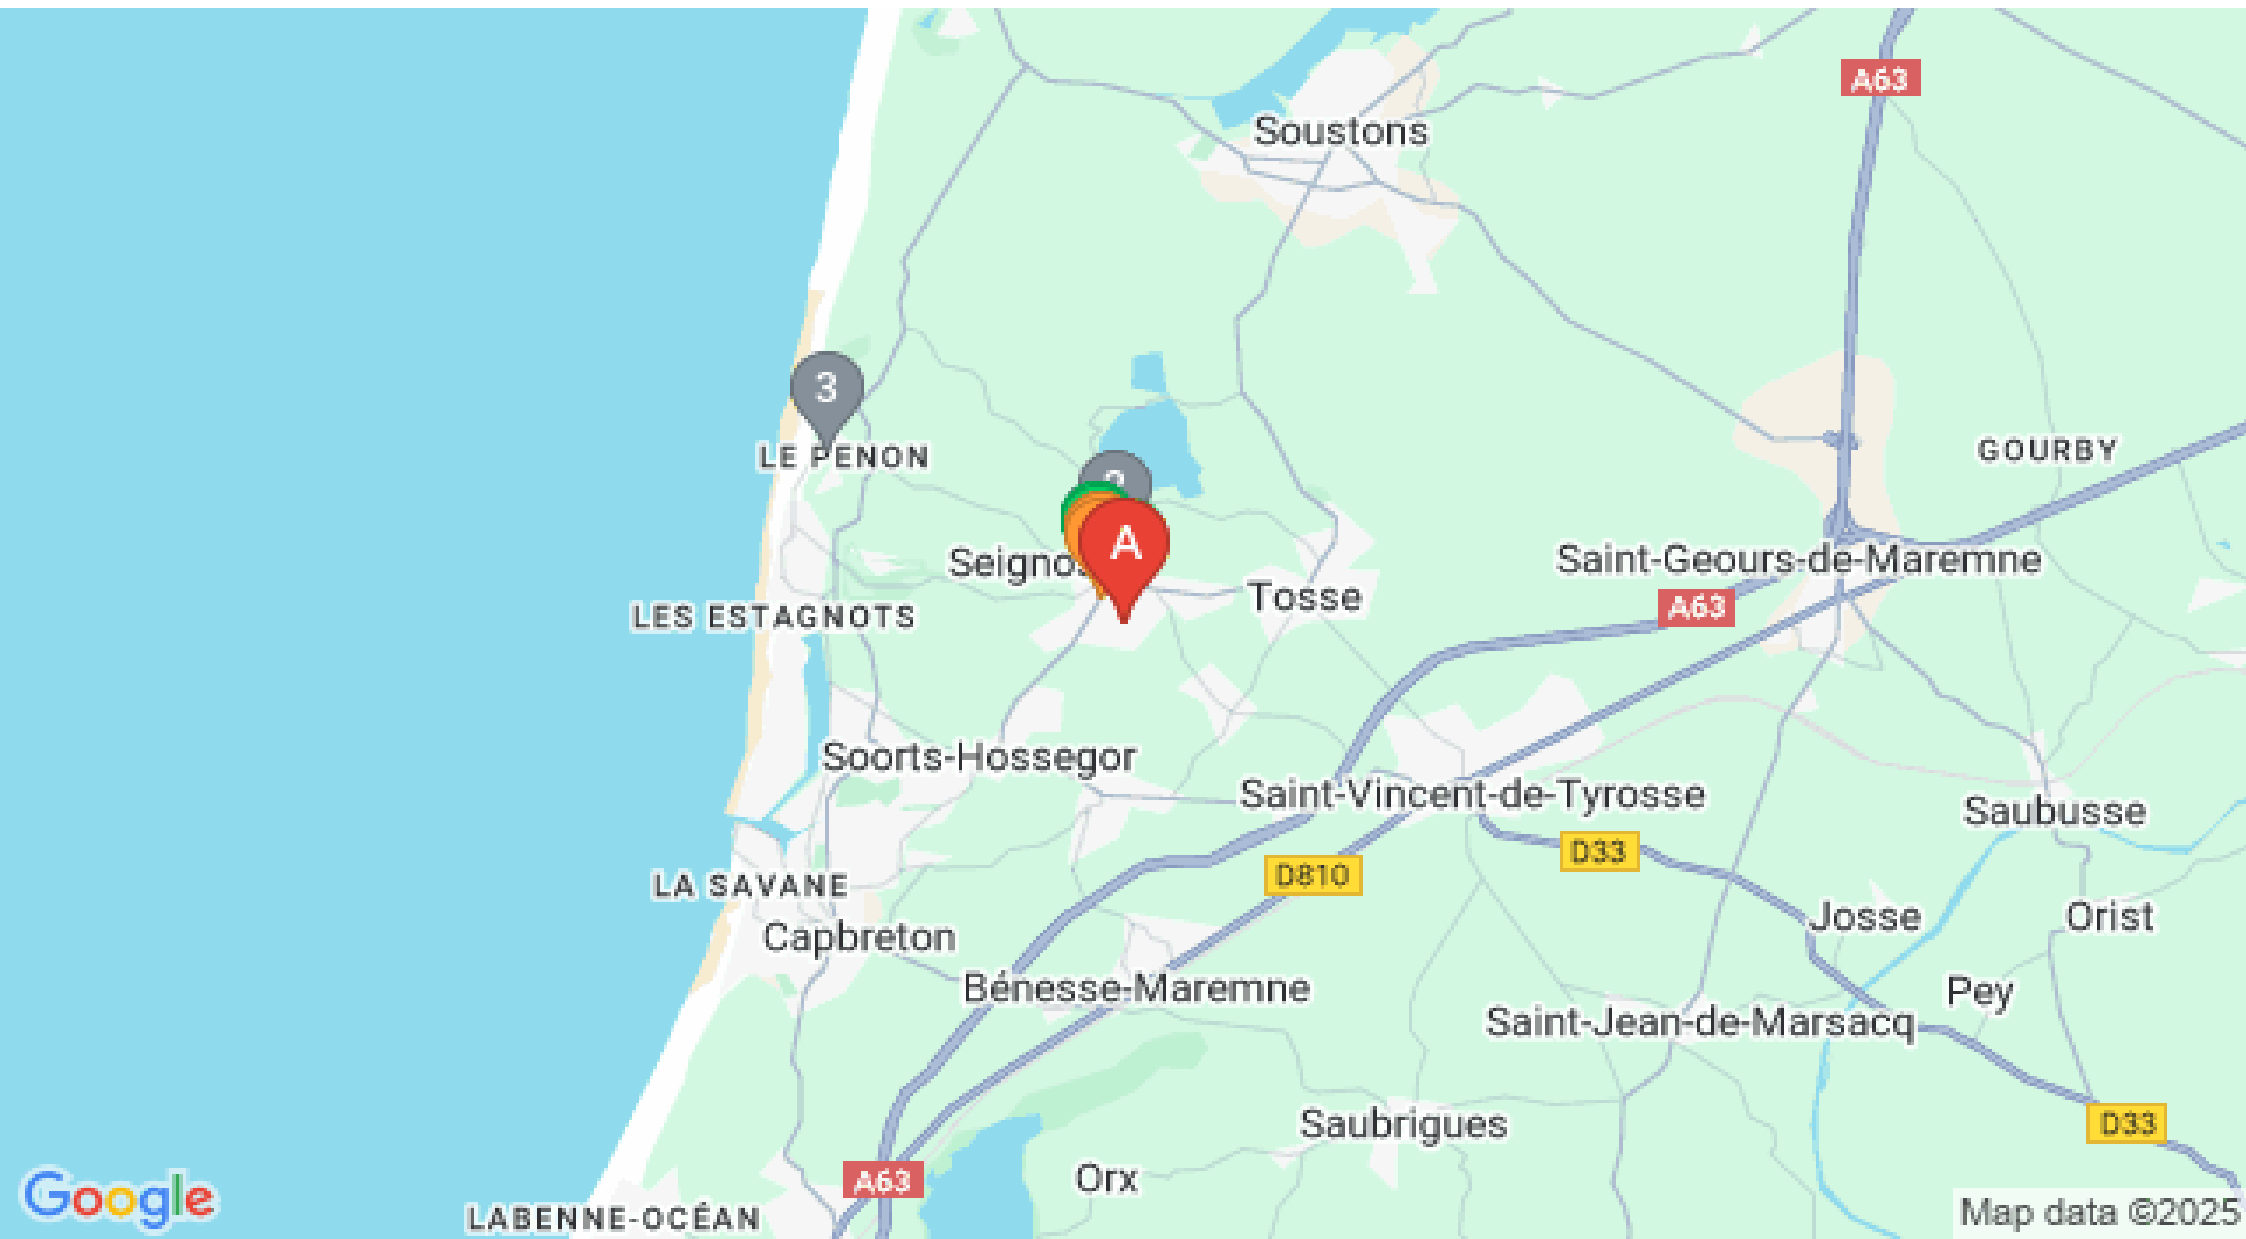 A63
Soustons
3
LE PENON
GOURBY
A
Seignos
Saint-Geours-de-Maremne
Tosse
A63
LES ESTAGNOTS
Soorts-Hossegor
Saint-Vincent-de-Tyrosse
Saubusse
D33
D810
LA SAVANE
Josse
Orist
Capbreton
Bénesse-Maremne
Pey
Saint-Jean-de-Marsacq
Saubrigues
D33
Orx
A63
Google
LABENNE-OCÉAN
Map data ©2025